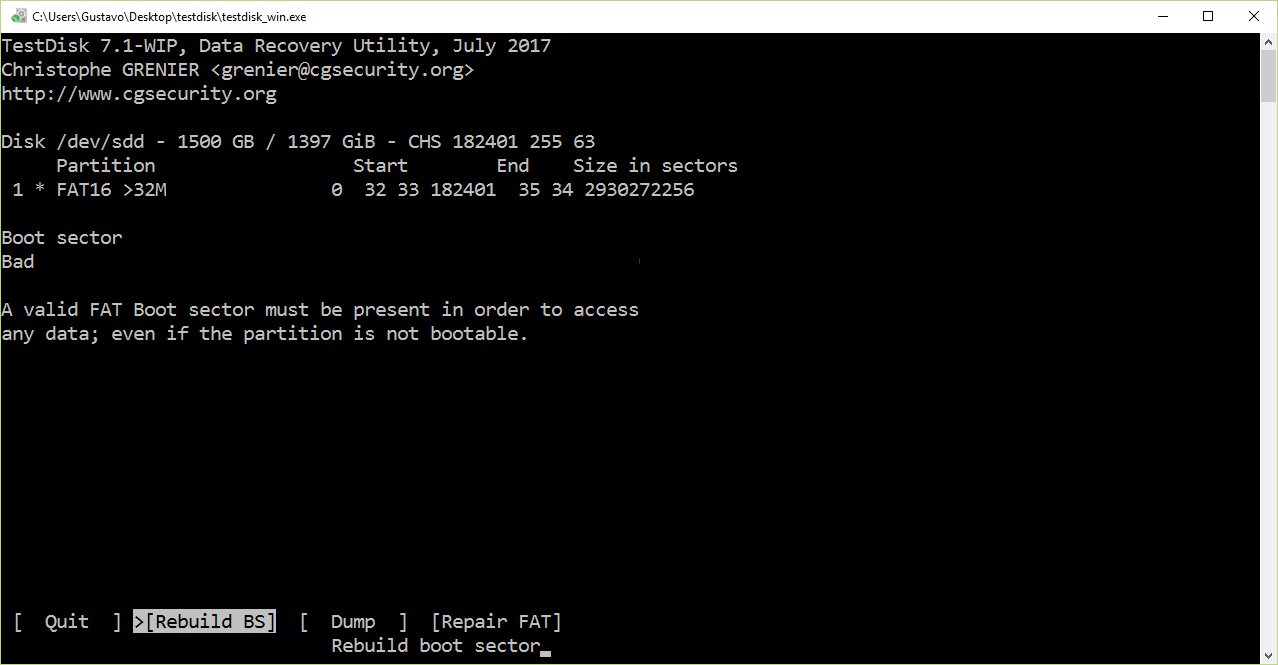 C:\Users\Gustavo\Desktop\testdisk\testdisk_win.exe
TestDisk 7.1-WIP, Data Recovery Utility, July 2017
Christophe GRENIER <grenier@cgsecurity.org>
http://www.cgsecurity.org
Disk /dev/sdd - 1500 GB / 1397 GiB - CHS 182401 255 63
Partition Start End Size in sectors
1 * FAT16 >32M 0 32 33 182401 35 34 2930272256
Boot sector
Bad
A valid FAT Boot sector must be present in order to access
any data; even if the partition is not bootable.
[ Quit ] >[Rebuild BS] [ Dump ] [Repair FAT]
Rebuild boot sector_